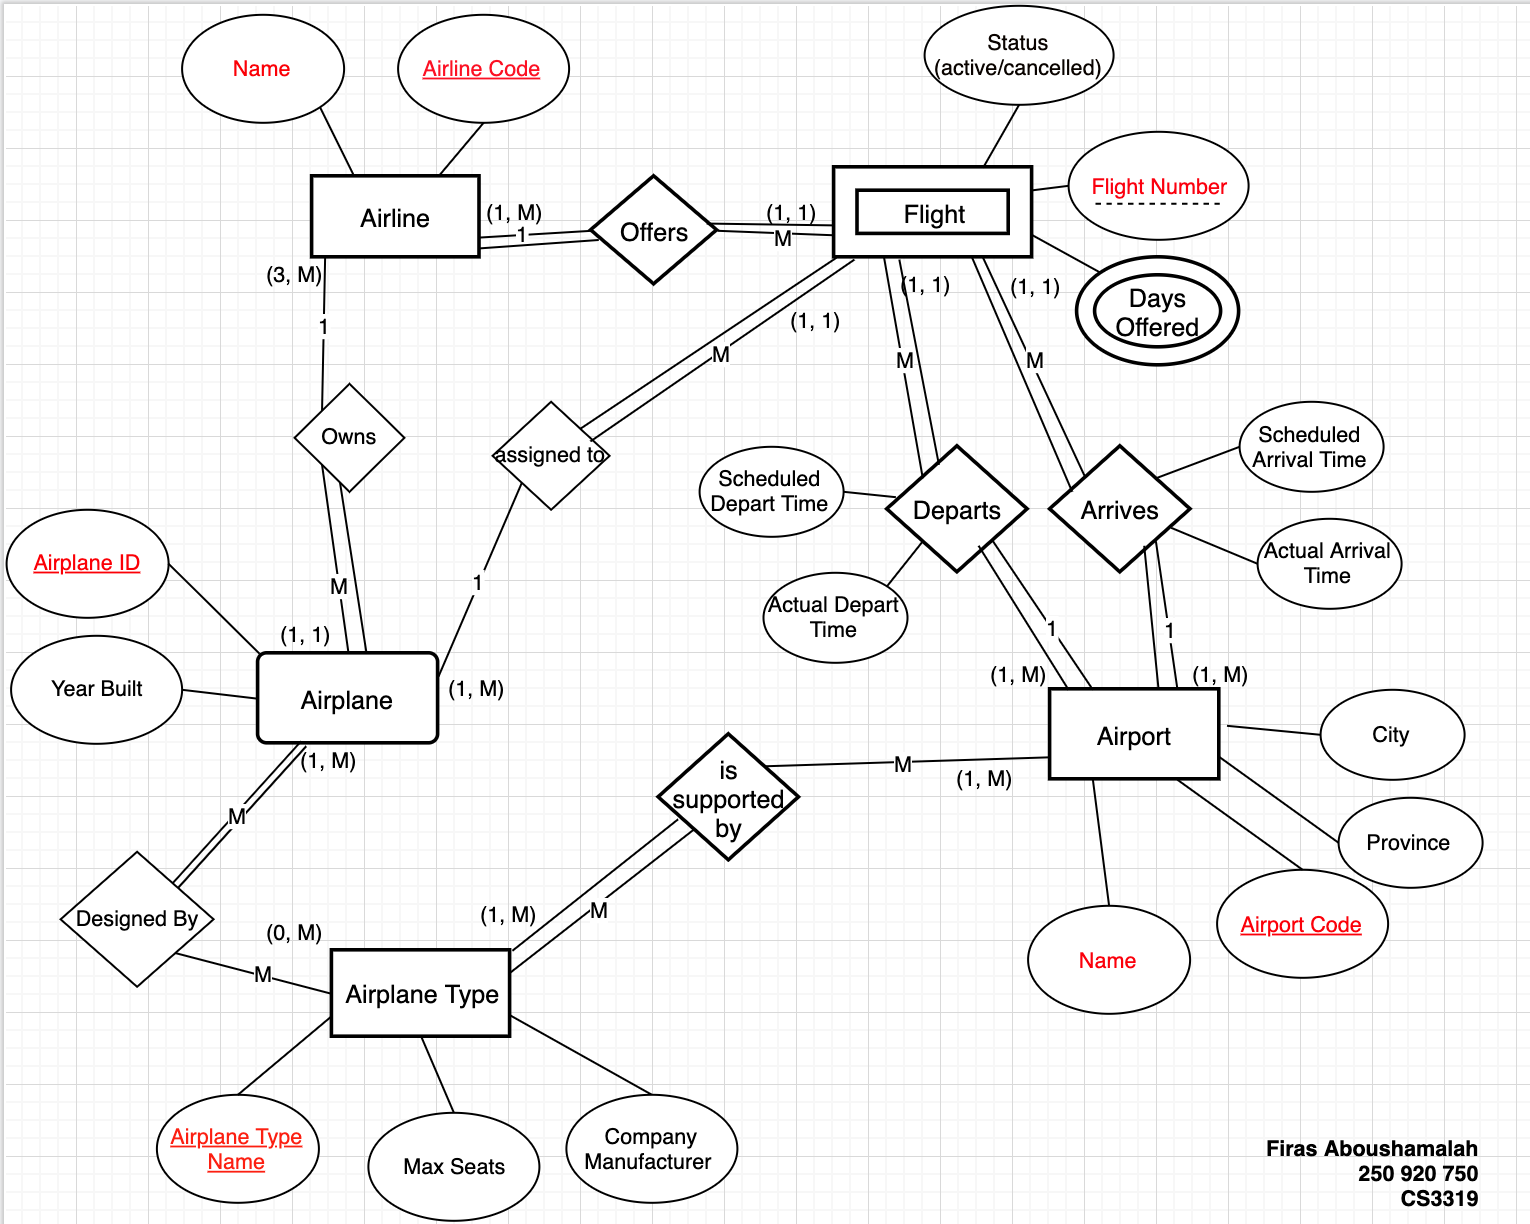 Name
Airline Code
Status
(active/cancelled)
Flight Number
Airline
(1, M)
1
Offers
(1, 1)
M
Flight
Days
Offered
(3, M)
1
(1, 1)
(1, 1)
(1, 1)
M
M
M
Owns
assigned to
Scheduled
Depart Time
Departs
Arrives
Scheduled
Arrival Time
Actual Arrival
Time
Airplane ID
M
1
Actual Depart
Time
1
1
(1, 1)
Year Built
Airplane
(1, M)
(1, M)
(1, M)
Airport
City
(1, M)
is
supported
by
M
(1, M)
Province
M
Designed By
(0, M)
(1, M)
M
M
Airplane Type
Name
Airport Code
Airplane Type
Name
Max Seats
Company
Manufacturer
Firas Aboushamalah
250 920 750
CS3319